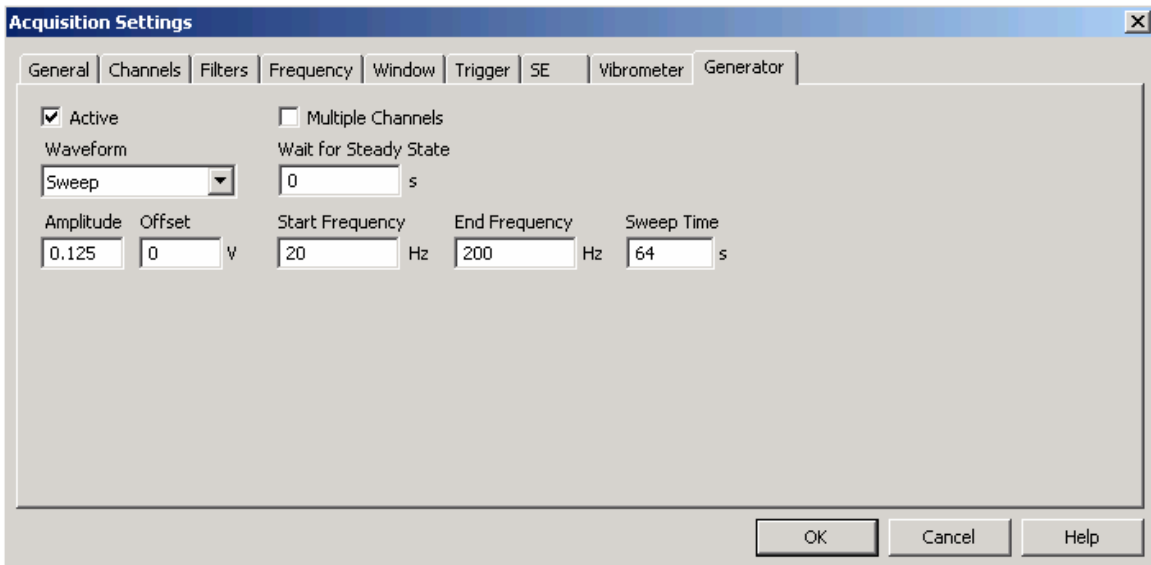 Acquisition Settings
General Channels Filters Frequency Window Trigger SE Vibrometer Generator
Active Multiple Channels
Waveform Wait for Steady State
Sweep 0 s
Amplitude Offset Start Frequency End Frequency Sweep Time
0.125 0 V 20 Hz 200 Hz 64 s
OK Cancel Help